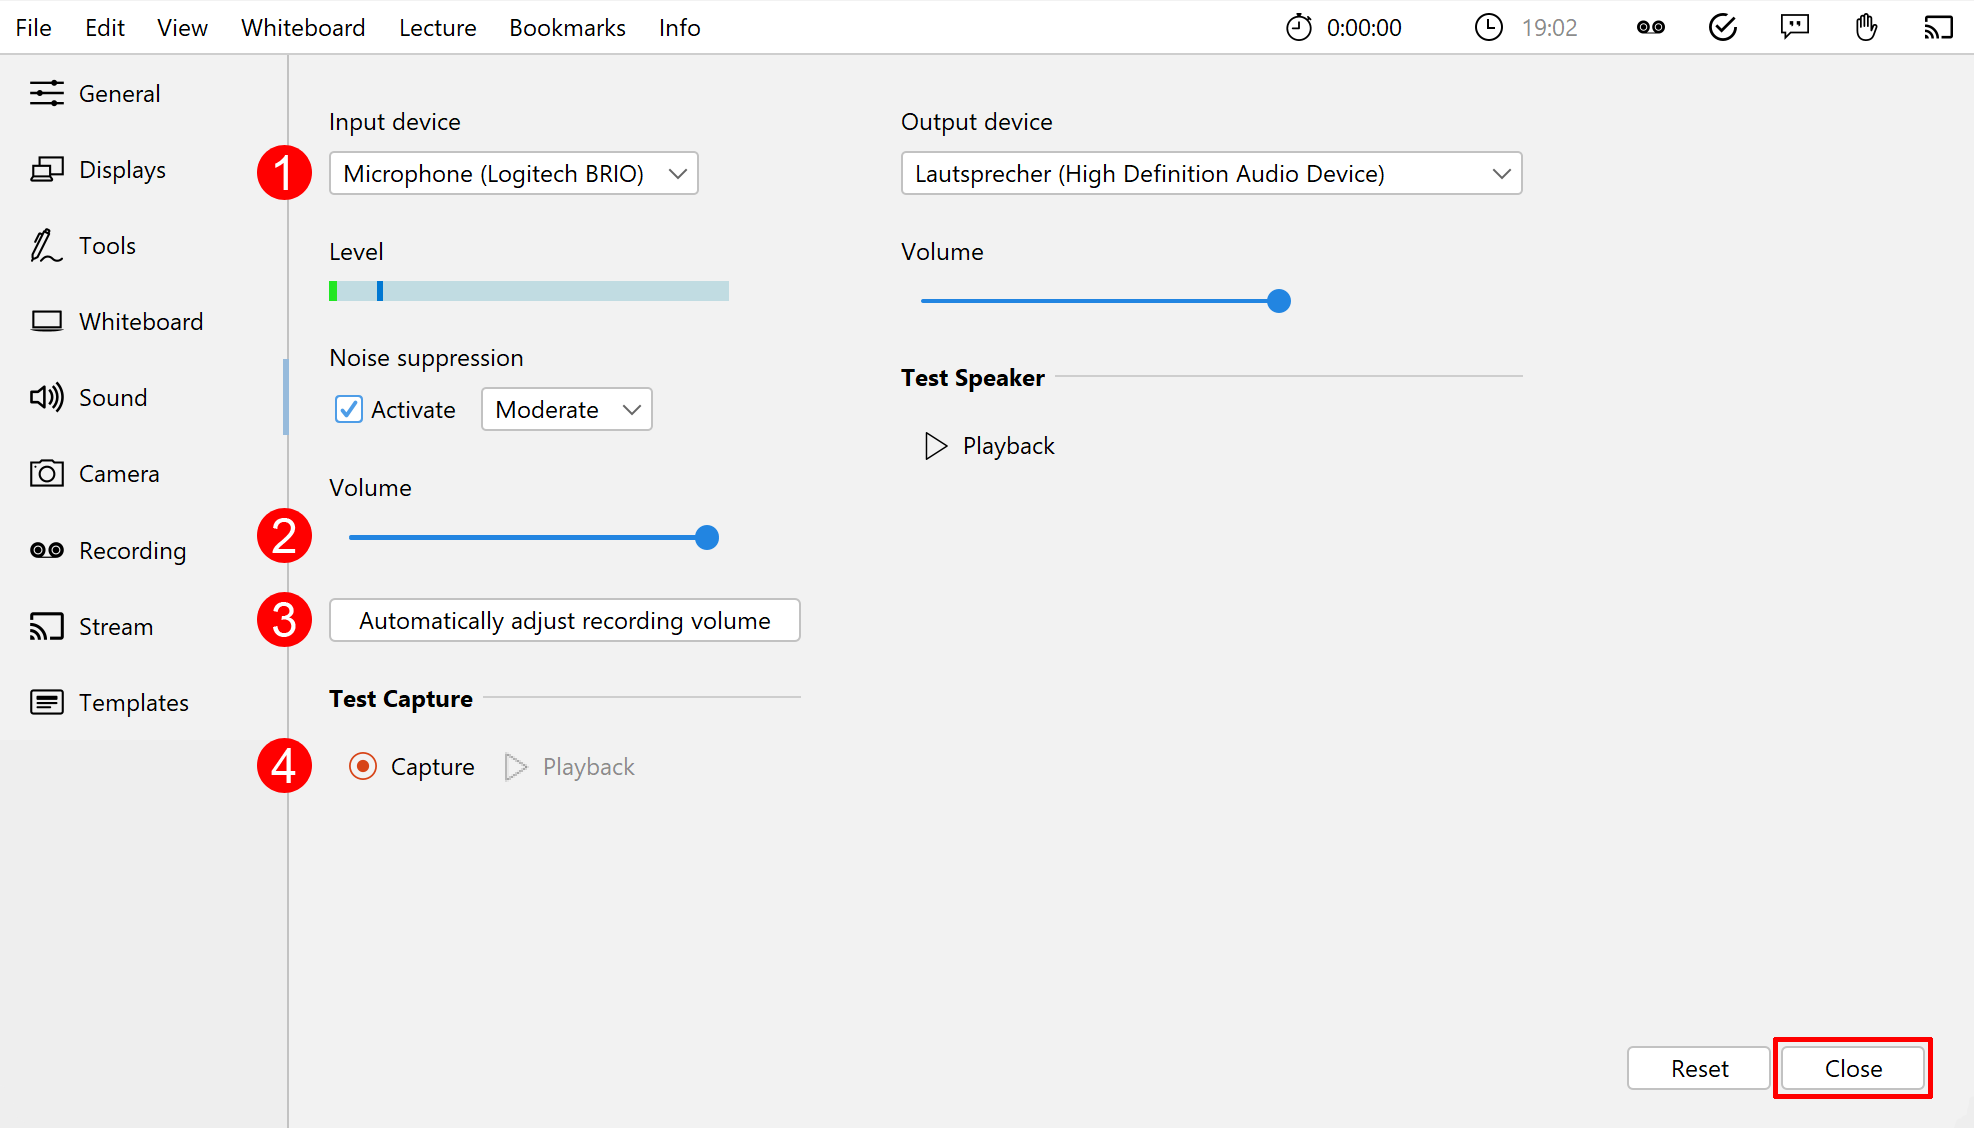 File Edit View Whiteboard Lecture Bookmarks Info 0:00:00 19:02
General
Displays
Tools
Whiteboard
Sound
Camera
Recording
Stream
Templates
Input device
1 Microphone (Logitech BRIO)
Level
Noise suppression
Activate Moderate
Volume
2
3 Automatically adjust recording volume
Test Capture
4 Capture Playback
Output device
Lautsprecher (High Definition Audio Device)
Volume
Test Speaker
Playback
Reset Close